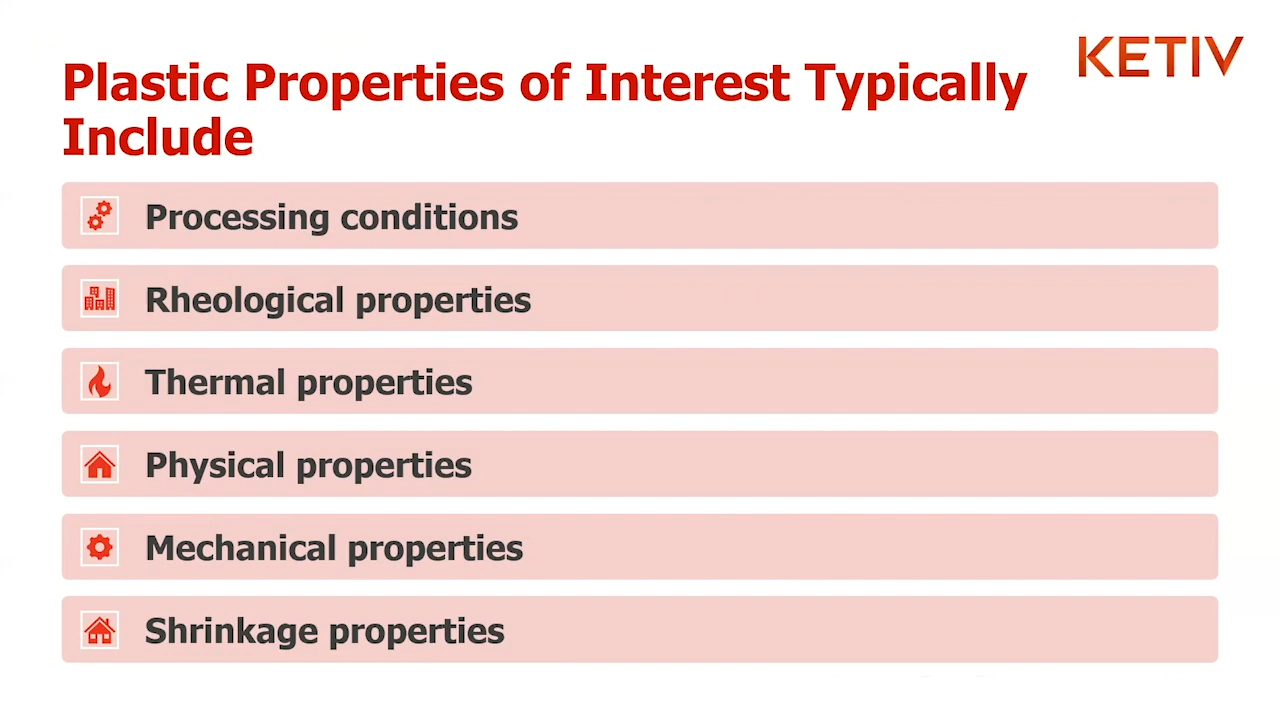 KETIV
Plastic Properties of Interest Typically
Include
Processing conditions
Rheological properties
Thermal properties
Physical properties
Mechanical properties
Shrinkage properties